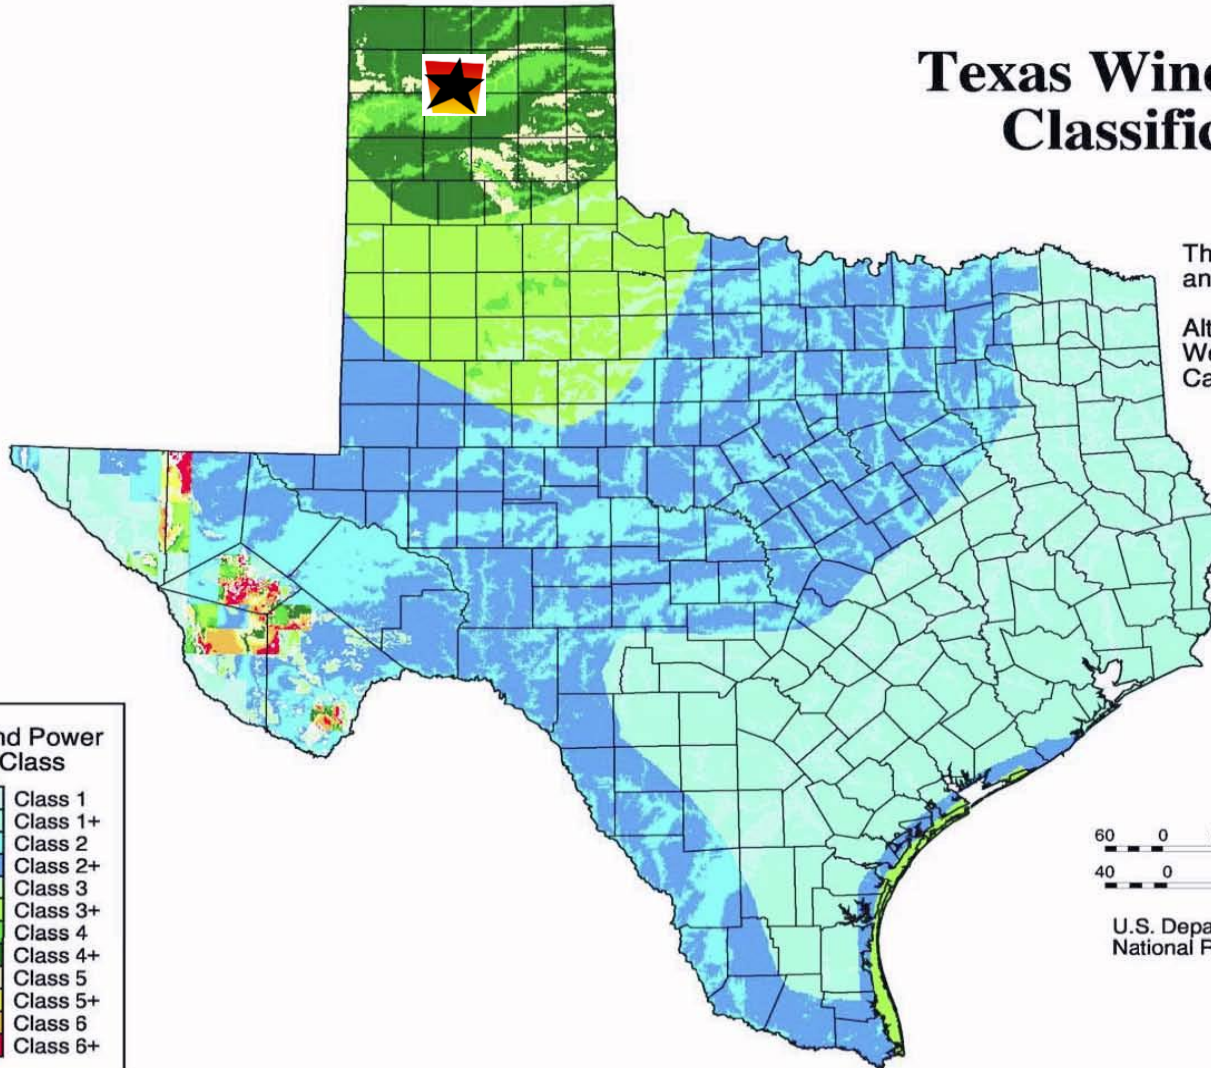 Texas Wind
Classific
Th
an
Alt
We
Ca
nd Power
Class
Class 1
Class 1+
Class 2
Class 2+
Class 3
Class 3+
Class 4
Class 4+
Class 5
Class 5+
Class 6
Class 6+
60 0
40 0
U.S. Depa
National R